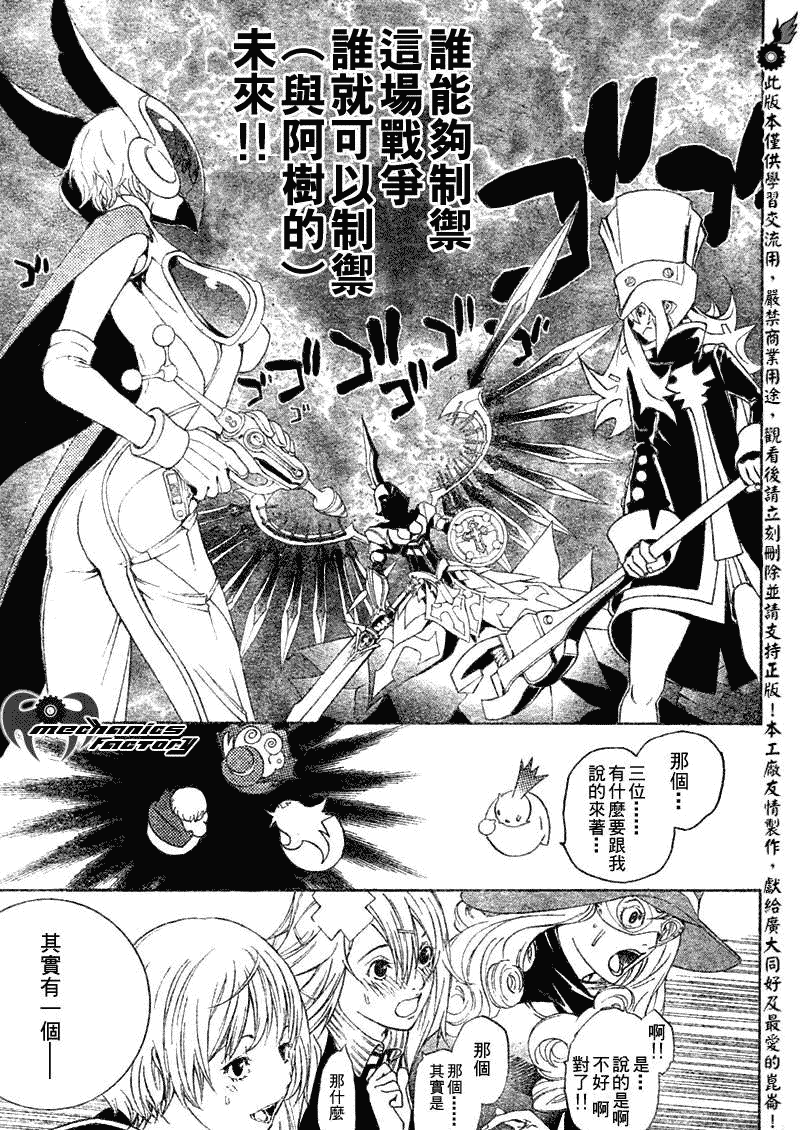 誰能夠制禦
這場戰爭
誰就可以制禦
（與阿樹的）
未來!!
ゴゴゴ
ゴゴゴ
ゴゴゴ
mechanics
factory
那個…
三位……
有什麼要跟我
說的來著…
啊!!
是…
說的是啊
不好啊
對了!!
那個
那個……
其實是
那什麼
其實有一個——
此版本僅供學習交流用，嚴禁商業用途，觀看後請立刻刪除並請支持正版！本工廠友情製作，獻給廣大同好及最愛的崑崙！